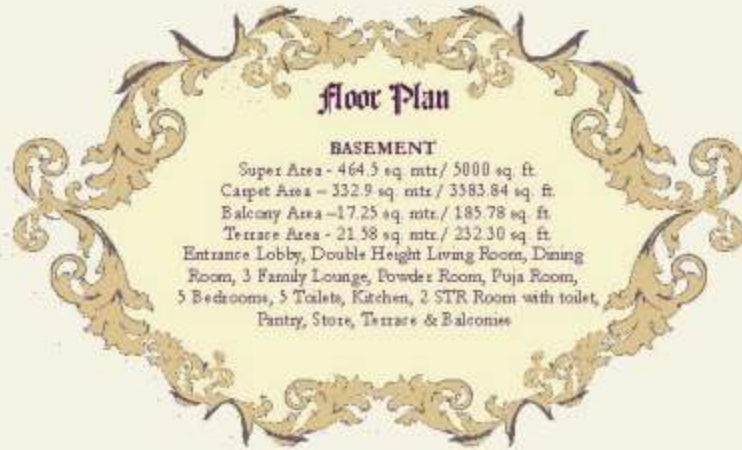 Floor Plan
BASEMENT
Super Area - 464.5 sq. mtr./ 5000 sq. ft.
Carpet Area – 332.9 sq. mtr./ 3583.84 sq. ft.
Balcony Area –17.25 sq. mtr./ 185.78 sq. ft.
Terrace Area - 21.58 sq. mtr./ 232.30 sq. ft.
Entrance Lobby, Double Height Living Room, Dining
Room, 3 Family Lounge, Powder Room, Puja Room,
5 Bedrooms, 5 Toilets, Kitchen, 2 STR Room with toilet,
Pantry, Store, Terrace & Balconies